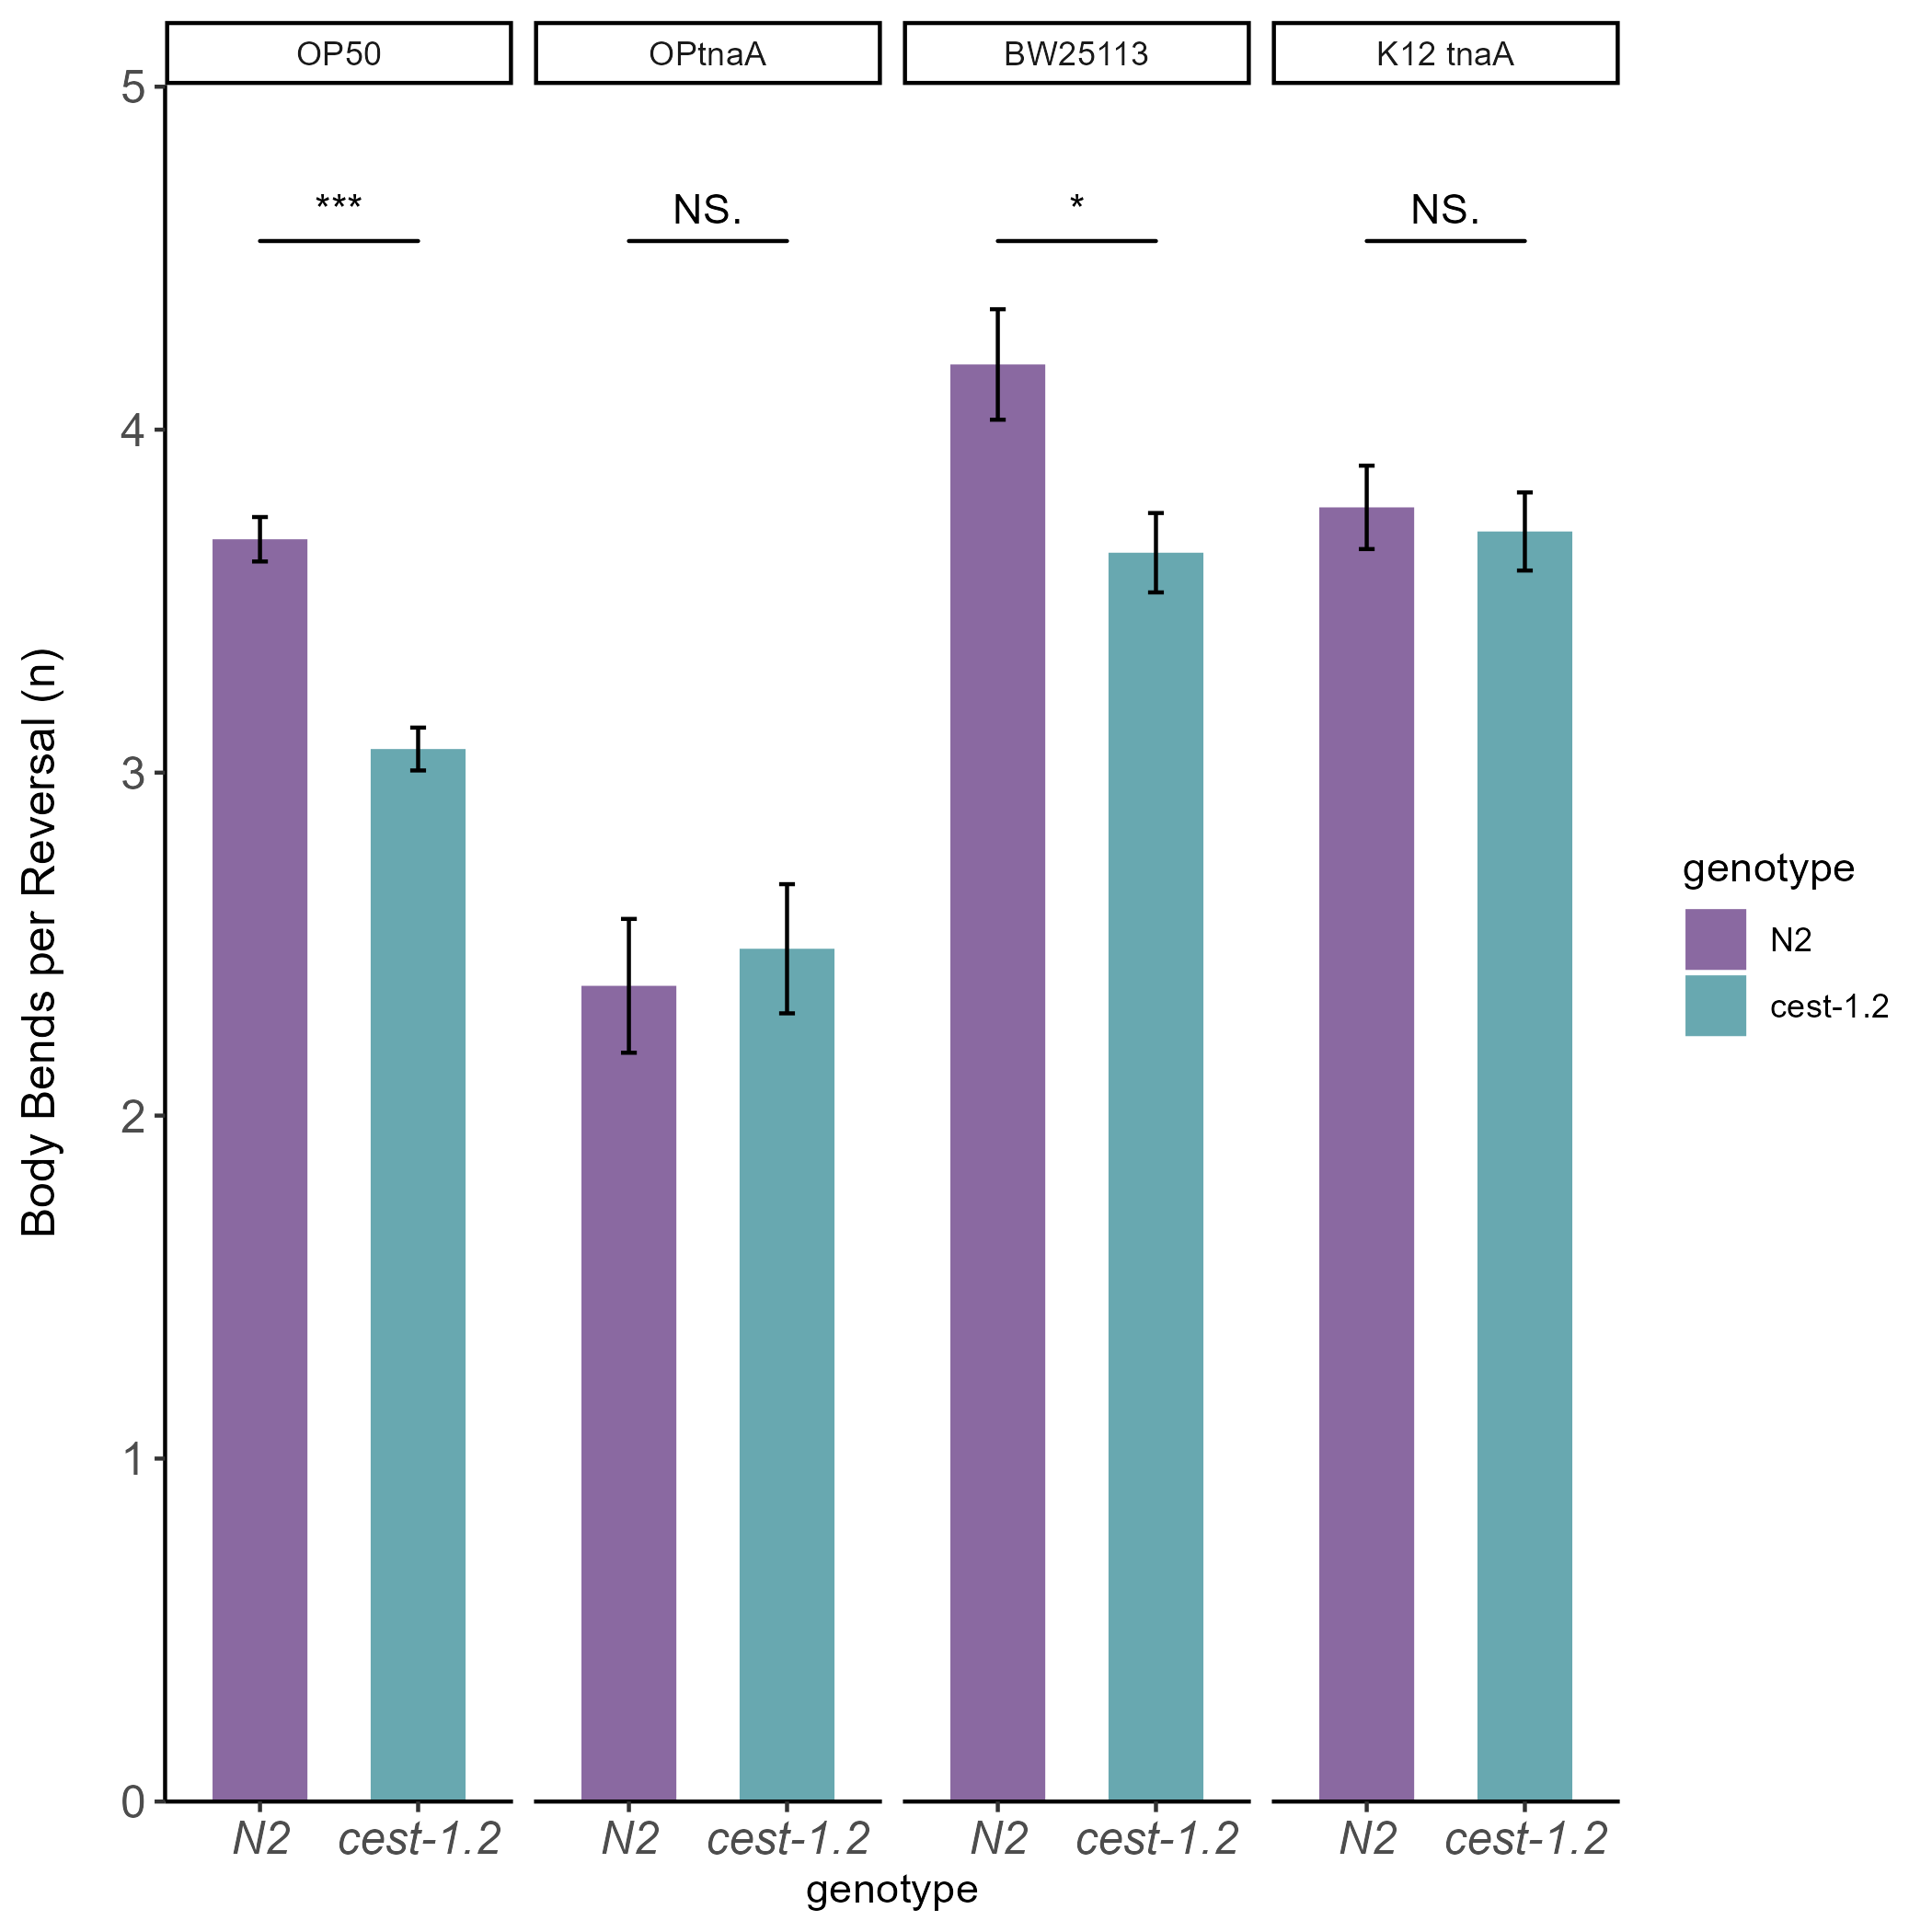 OP50 OPtnaA BW25113 K12 tnaA
5
*** NS. * NS.
4
3
2
1
0
Body Bends per Reversal (n)
N2 cest-1.2 N2 cest-1.2 N2 cest-1.2 N2 cest-1.2
genotype
genotype
N2
cest-1.2